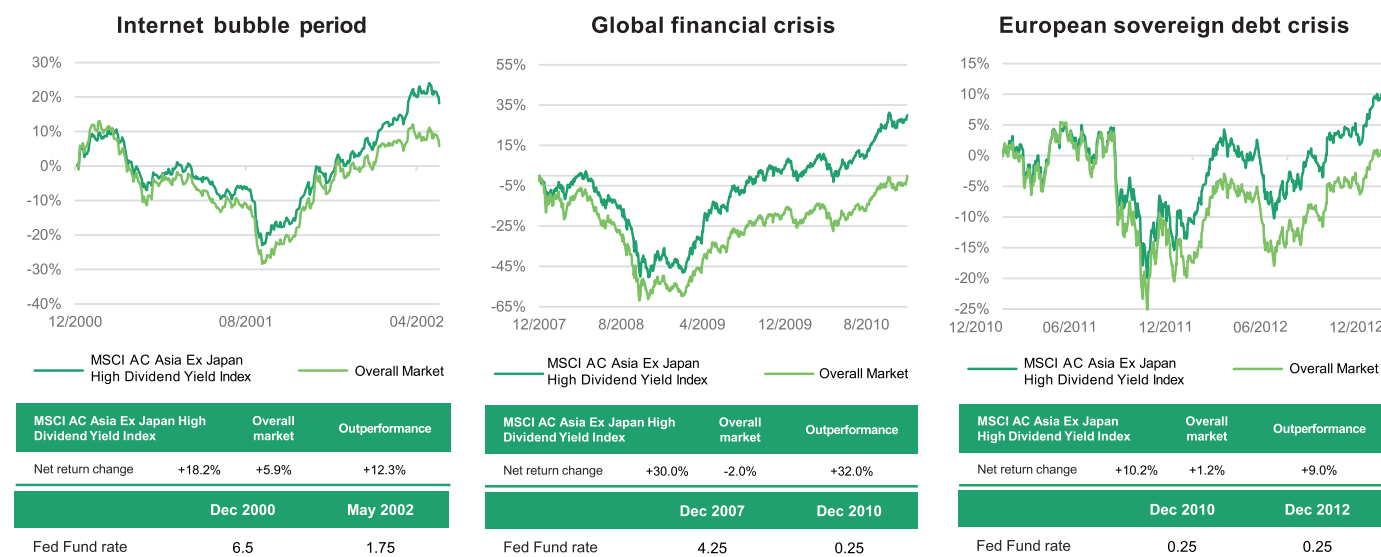 Internet bubble period
30%
20%
10%
0%
-10%
-20%
-30%
-40%
12/2000 08/2001 04/2002
MSCI AC Asia Ex Japan
High Dividend Yield Index
Overall Market
MSCI AC Asia Ex Japan High
Dividend Yield Index
Overall
market
Outperformance
Net return change +18.2% +5.9% +12.3%
Dec 2000 May 2002
Fed Fund rate 6.5 1.75
Global financial crisis
55%
35%
15%
-5%
-25%
-45%
-65%
12/2007 8/2008 4/2009 12/2009 8/2010
MSCI AC Asia Ex Japan
High Dividend Yield Index
Overall Market
MSCI AC Asia Ex Japan High
Dividend Yield Index
Overall
market
Outperformance
Net return change +30.0% -2.0% +32.0%
Dec 2007 Dec 2010
Fed Fund rate 4.25 0.25
European sovereign debt crisis
15%
10%
5%
0%
-5%
-10%
-15%
-20%
-25%
12/2010 06/2011 12/2011 06/2012 12/2012
MSCI AC Asia Ex Japan
High Dividend Yield Index
Overall Market
MSCI AC Asia Ex Japan
High Dividend Yield Index
Overall
market
Outperformance
Net return change +10.2% +1.2% +9.0%
Dec 2010 Dec 2012
Fed Fund rate 0.25 0.25